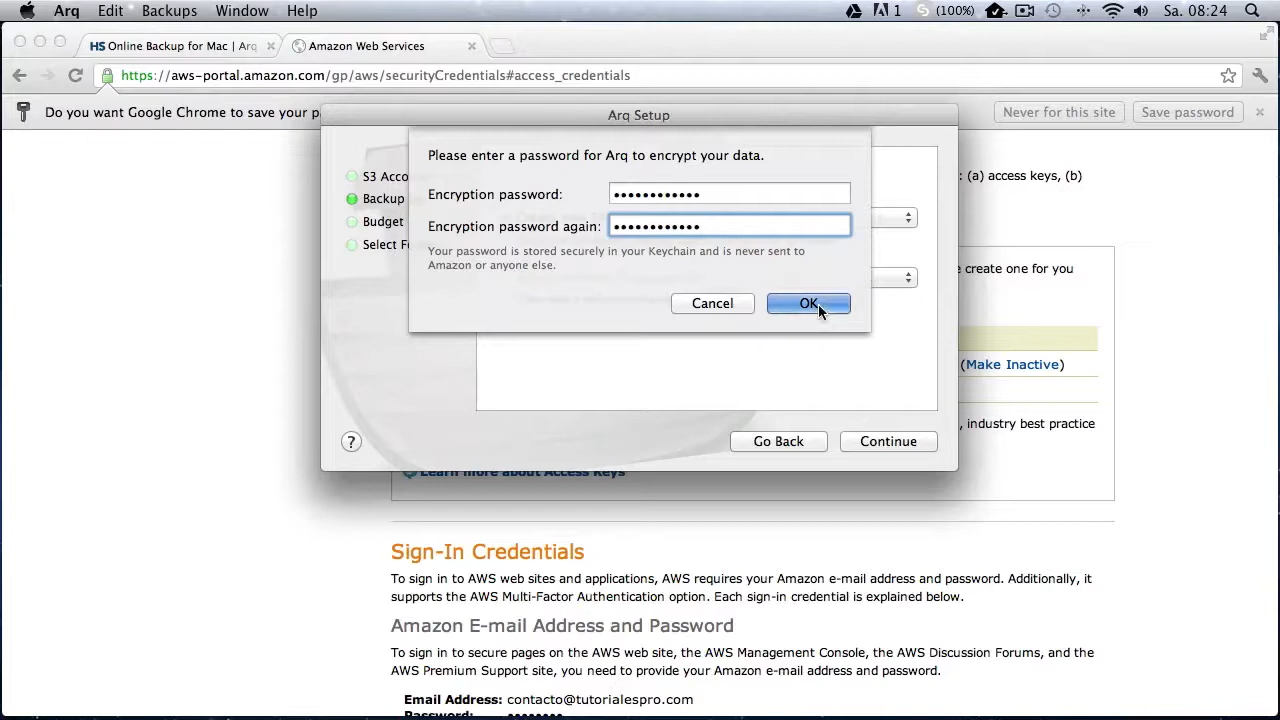 Arq Edit Backups Window Help 1 (100%) Sa. 08:24
HS Online Backup for Mac | Arq Amazon Web Services
https://aws-portal.amazon.com/gp/aws/securityCredentials#access_credentials
Do you want Google Chrome to save your p Never for this site Save password
Arq Setup
Please enter a password for Arq to encrypt your data.
S3 Acco : (a) access keys, (b)
Encryption password: ••••••••••••
Backup
Budget
Encryption password again: ••••••••••••
Select F
Your password is stored securely in your Keychain and is never sent to
Amazon or anyone else.
e create one for you
Cancel OK
(Make Inactive)
, industry best practice
? Go Back Continue
Learn more about Access Keys
Sign-In Credentials
To sign in to AWS web sites and applications, AWS requires your Amazon e-mail address and password. Additionally, it
supports the AWS Multi-Factor Authentication option. Each sign-in credential is explained below.
Amazon E-mail Address and Password
To sign in to secure pages on the AWS web site, the AWS Management Console, the AWS Discussion Forums, and the
AWS Premium Support site, you need to provide your Amazon e-mail address and password.
Email Address: contacto@tutorialespro.com
Password: ••••••••